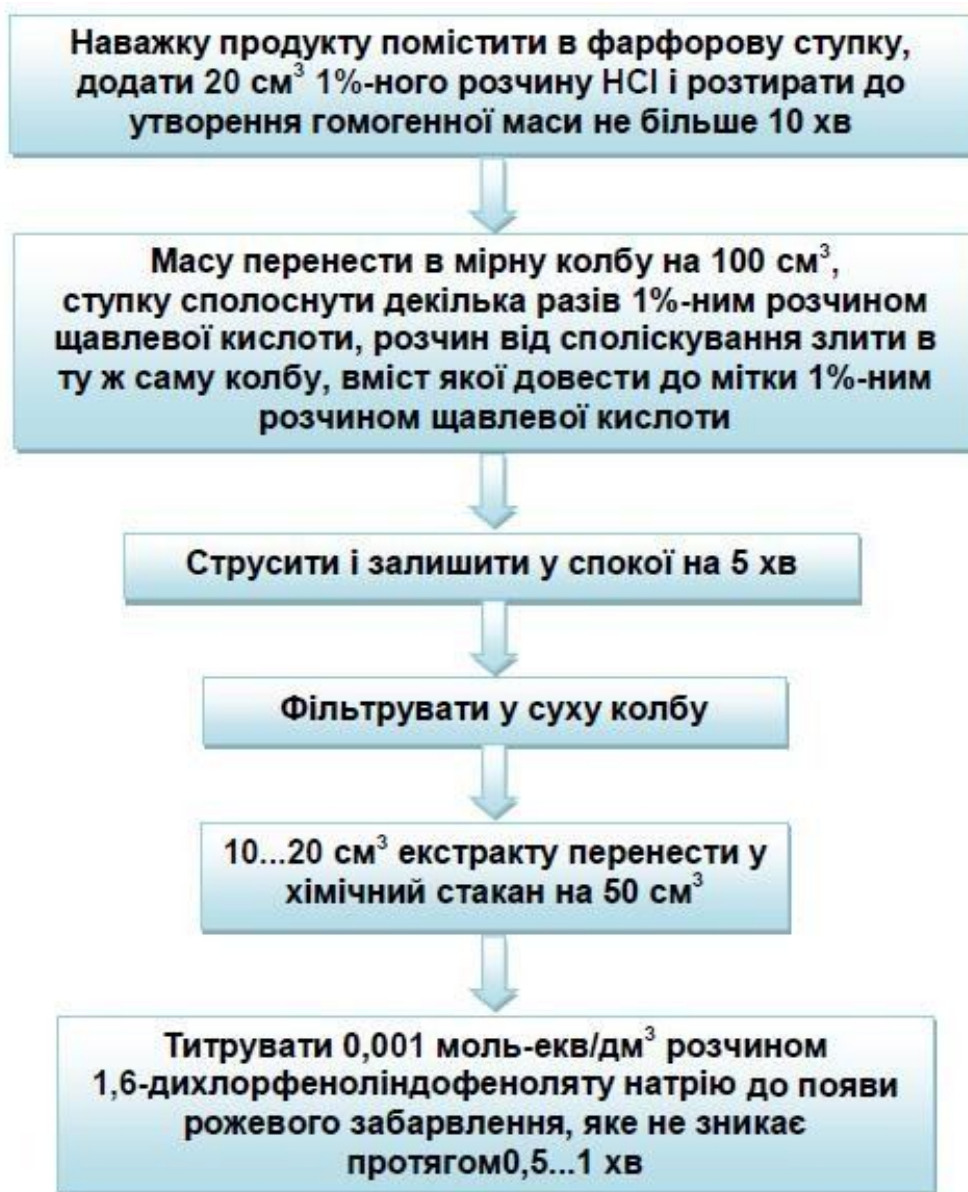 Наважку продукту помістити в фарфорову ступку,
додати 20 см³ 1%-ного розчину HCl і розтирати до
утворення гомогенної маси не більше 10 хв
Масу перенести в мірну колбу на 100 см³,
ступку сполоснути декілька разів 1%-ним розчином
щавлевої кислоти, розчин від споліскування злити в
ту ж саму колбу, вміст якої довести до мітки 1%-ним
розчином щавлевої кислоти
Струсити і залишити у спокої на 5 хв
Фільтрувати у суху колбу
10...20 см³ екстракту перенести у
хімічний стакан на 50 см³
Титрувати 0,001 моль-екв/дм³ розчином
1,6-дихлорфеноліндофеноляту натрію до появи
рожевого забарвлення, яке не зникає
протягом0,5...1 хв